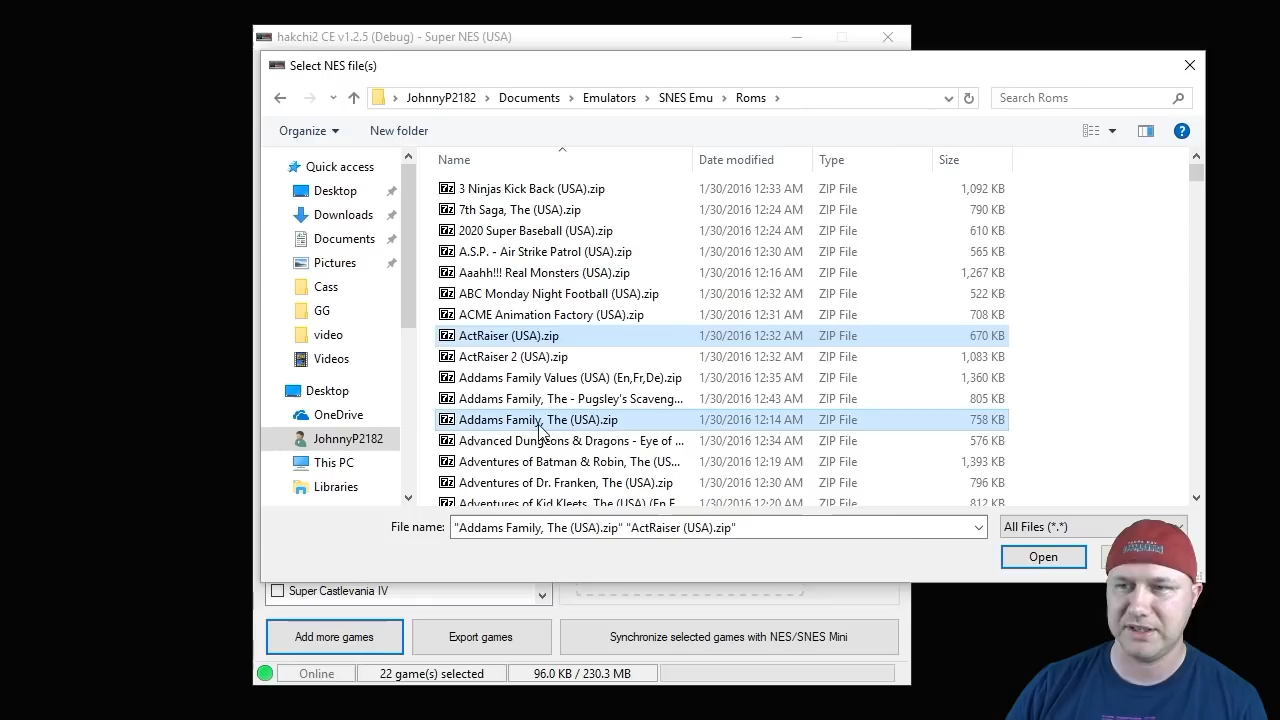 hakchi2 CE v1.2.5 (Debug) - Super NES (USA)
Select NES file(s)
JohnnyP2182 Documents Emulators SNES Emu Roms
Search Roms
Organize New folder
Name Date modified Type Size
Quick access
Desktop
Downloads
Documents
Pictures
Cass
GG
video
Videos
Desktop
OneDrive
JohnnyP2182
This PC
Libraries
3 Ninjas Kick Back (USA).zip 1/30/2016 12:33 AM ZIP File 1,092 KB
7th Saga, The (USA).zip 1/30/2016 12:24 AM ZIP File 790 KB
2020 Super Baseball (USA).zip 1/30/2016 12:24 AM ZIP File 610 KB
A.S.P. - Air Strike Patrol (USA).zip 1/30/2016 12:30 AM ZIP File 565 KB
Aaahh!!! Real Monsters (USA).zip 1/30/2016 12:16 AM ZIP File 1,267 KB
ABC Monday Night Football (USA).zip 1/30/2016 12:32 AM ZIP File 522 KB
ACME Animation Factory (USA).zip 1/30/2016 12:31 AM ZIP File 708 KB
ActRaiser (USA).zip 1/30/2016 12:32 AM ZIP File 670 KB
ActRaiser 2 (USA).zip 1/30/2016 12:32 AM ZIP File 1,083 KB
Addams Family Values (USA) (En,Fr,De).zip 1/30/2016 12:35 AM ZIP File 1,360 KB
Addams Family, The - Pugsley's Scaveng... 1/30/2016 12:43 AM ZIP File 805 KB
Addams Family, The (USA).zip 1/30/2016 12:14 AM ZIP File 758 KB
Advanced Dungeons & Dragons - Eye of ... 1/30/2016 12:34 AM ZIP File 576 KB
Adventures of Batman & Robin, The (US... 1/30/2016 12:19 AM ZIP File 1,393 KB
Adventures of Dr. Franken, The (USA).zip 1/30/2016 12:30 AM ZIP File 796 KB
Adventures of Kid Kleets, The (USA) (En,F... 1/30/2016 12:20 AM ZIP File 812 KB
File name: "Addams Family, The (USA).zip" "ActRaiser (USA).zip"
All Files (*.*)
Open
Super Castlevania IV
Add more games Export games Synchronize selected games with NES/SNES Mini
Online 22 game(s) selected 96.0 KB / 230.3 MB